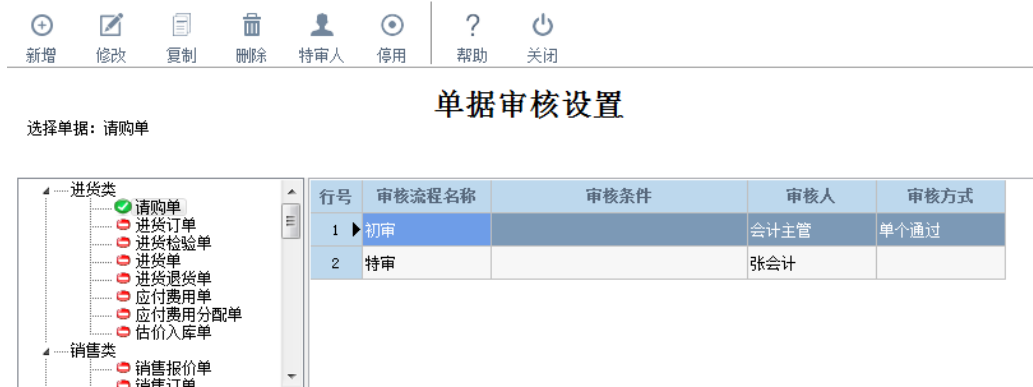 新增 修改 复制 删除 特审人 停用 帮助 关闭
单据审核设置
选择单据：请购单
进货类
请购单
进货订单
进货检验单
进货单
进货退货单
应付费用单
应付费用分配单
估价入库单
销售类
销售报价单
销售订单
行号 审核流程名称 审核条件 审核人 审核方式
1 初审 会计主管 单个通过
2 特审 张会计